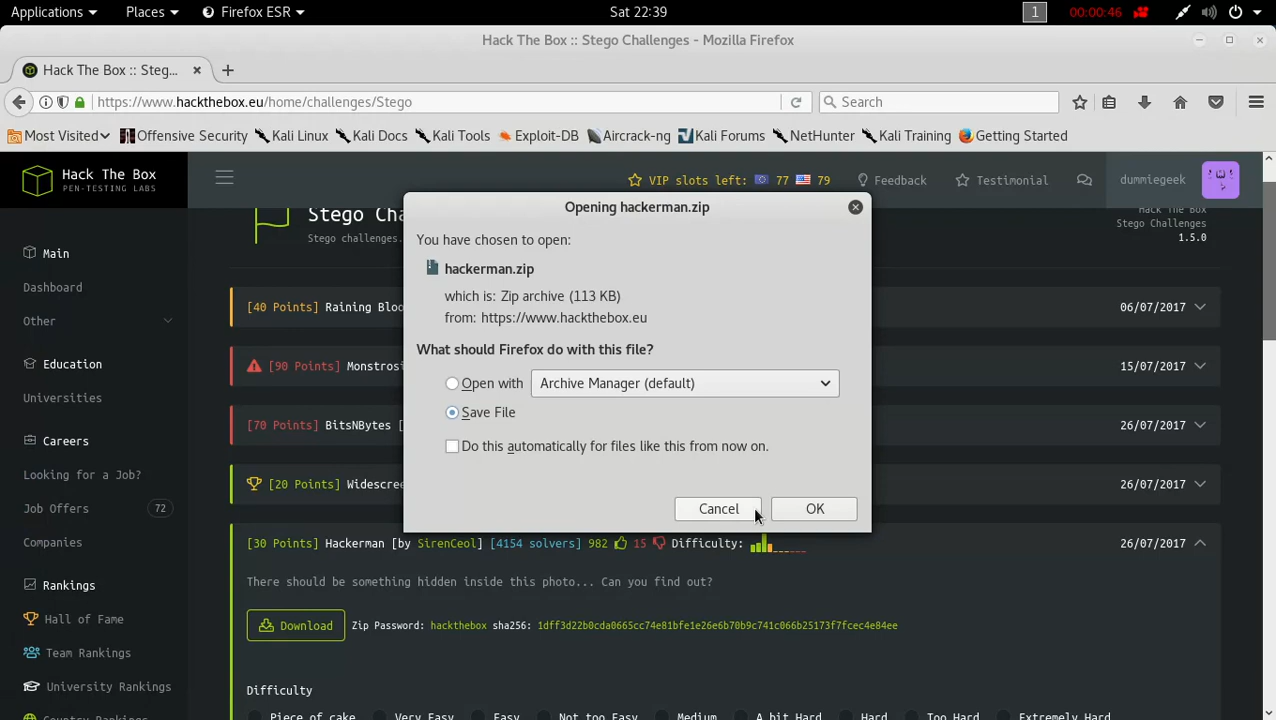 Applications Places Firefox ESR Sat 22:39 1 00:00:46
Hack The Box :: Stego Challenges - Mozilla Firefox
Hack The Box :: Steg...
https://www.hackthebox.eu/home/challenges/Stego Search
Most Visited Offensive Security Kali Linux Kali Docs Kali Tools Exploit-DB Aircrack-ng Kali Forums NetHunter Kali Training Getting Started
Hack The Box
PEN-TESTING LABS
VIP slots left: 77 79 Feedback Testimonial dummiegeek
Main
Dashboard
Other
Education
Universities
Careers
Looking for a Job?
Job Offers 72
Companies
Rankings
Hall of Fame
Team Rankings
University Rankings
Country Rankings
Stego Cha
Stego challenges.
Hack The Box
Stego Challenges
1.5.0
[40 Points] Raining Bloo 06/07/2017
[90 Points] Monstrosi 15/07/2017
[70 Points] BitsNBytes [ 26/07/2017
[20 Points] Widescree 26/07/2017
[30 Points] Hackerman [by SirenCeol] [4154 solvers] 982 15 Difficulty: 26/07/2017
There should be something hidden inside this photo... Can you find out?
Download Zip Password: hackthebox sha256: 1dff3d22b0cda0665cc74e81bfe1e26e6b70b9c741c066b25173f7fcec4e84ee
Difficulty
Piece of cake Very Easy Easy Not too Easy Medium A bit Hard Hard Too Hard Extremely Hard
Opening hackerman.zip
You have chosen to open:
hackerman.zip
which is: Zip archive (113 KB)
from: https://www.hackthebox.eu
What should Firefox do with this file?
Open with Archive Manager (default)
Save File
Do this automatically for files like this from now on.
Cancel OK